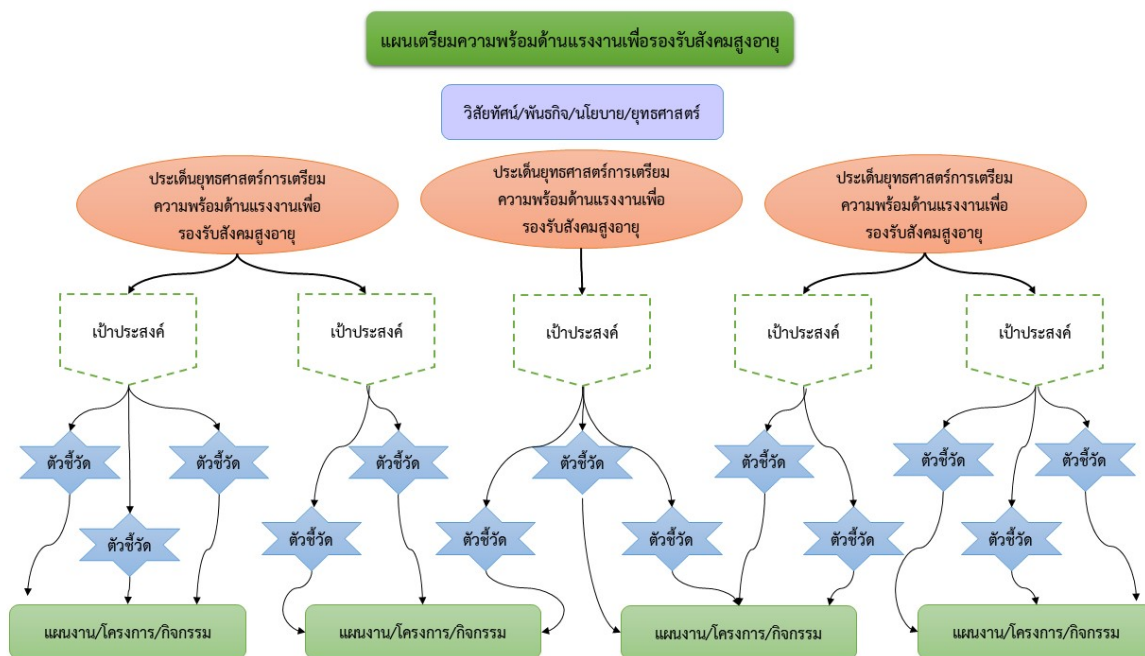 แผนเตรียมความพร้อมด้านแรงงานเพื่อรองรับสังคมสูงอายุ
วิสัยทัศน์/พันธกิจ/นโยบาย/ยุทธศาสตร์
ประเด็นยุทธศาสตร์การเตรียม
ความพร้อมด้านแรงงานเพื่อ
รองรับสังคมสูงอายุ
ประเด็นยุทธศาสตร์การเตรียม
ความพร้อมด้านแรงงานเพื่อ
รองรับสังคมสูงอายุ
ประเด็นยุทธศาสตร์การเตรียม
ความพร้อมด้านแรงงานเพื่อ
รองรับสังคมสูงอายุ
เป้าประสงค์
เป้าประสงค์
เป้าประสงค์
เป้าประสงค์
เป้าประสงค์
ตัวชี้วัด
ตัวชี้วัด
ตัวชี้วัด
ตัวชี้วัด
ตัวชี้วัด
ตัวชี้วัด
ตัวชี้วัด
ตัวชี้วัด
ตัวชี้วัด
ตัวชี้วัด
ตัวชี้วัด
ตัวชี้วัด
ตัวชี้วัด
แผนงาน/โครงการ/กิจกรรม
แผนงาน/โครงการ/กิจกรรม
แผนงาน/โครงการ/กิจกรรม
แผนงาน/โครงการ/กิจกรรม